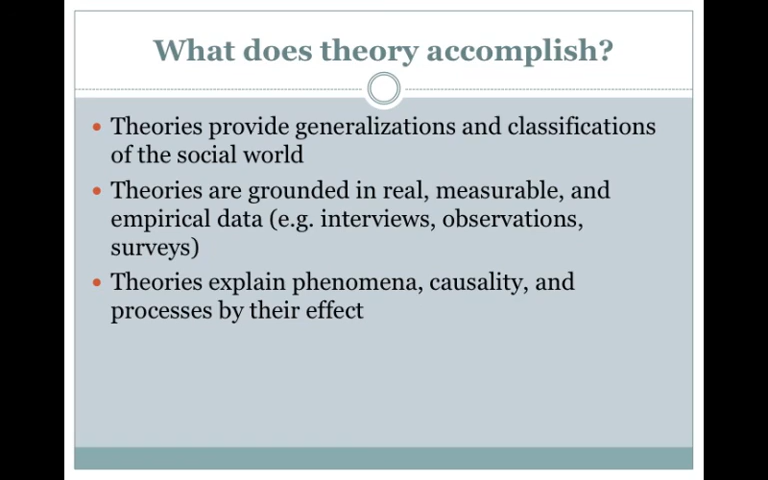 What does theory accomplish?
• Theories provide generalizations and classifications
of the social world
• Theories are grounded in real, measurable, and
empirical data (e.g. interviews, observations,
surveys)
• Theories explain phenomena, causality, and
processes by their effect